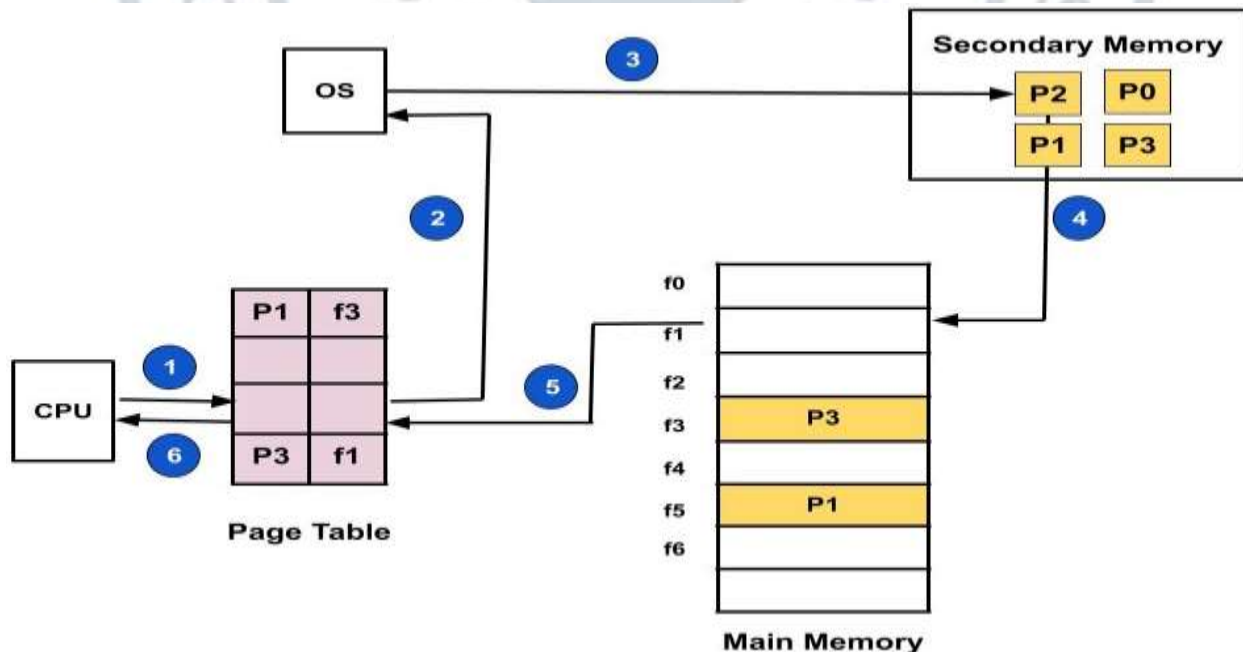 Secondary Memory
3
OS
P2 P0
P1 P3
2
4
f0
P1 f3
f1
1
5
f2
CPU
f3 P3
6
P3 f1
f4
f5 P1
Page Table
f6
Main Memory